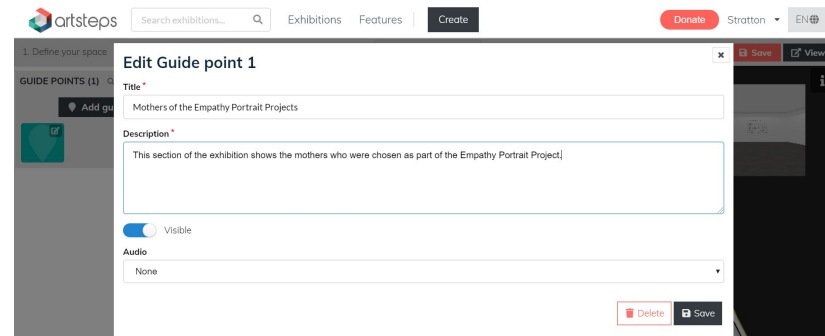 artsteps
Search exhibitions...
Exhibitions
Features
Create
Donate
Stratton
EN
1. Define your space
Save
View
Edit Guide point 1
GUIDE POINTS (1)
Title *
Add gu
Mothers of the Empathy Portrait Projects
Description *
This section of the exhibition shows the mothers who were chosen as part of the Empathy Portrait Project.
Visible
Audio
None
Delete
Save